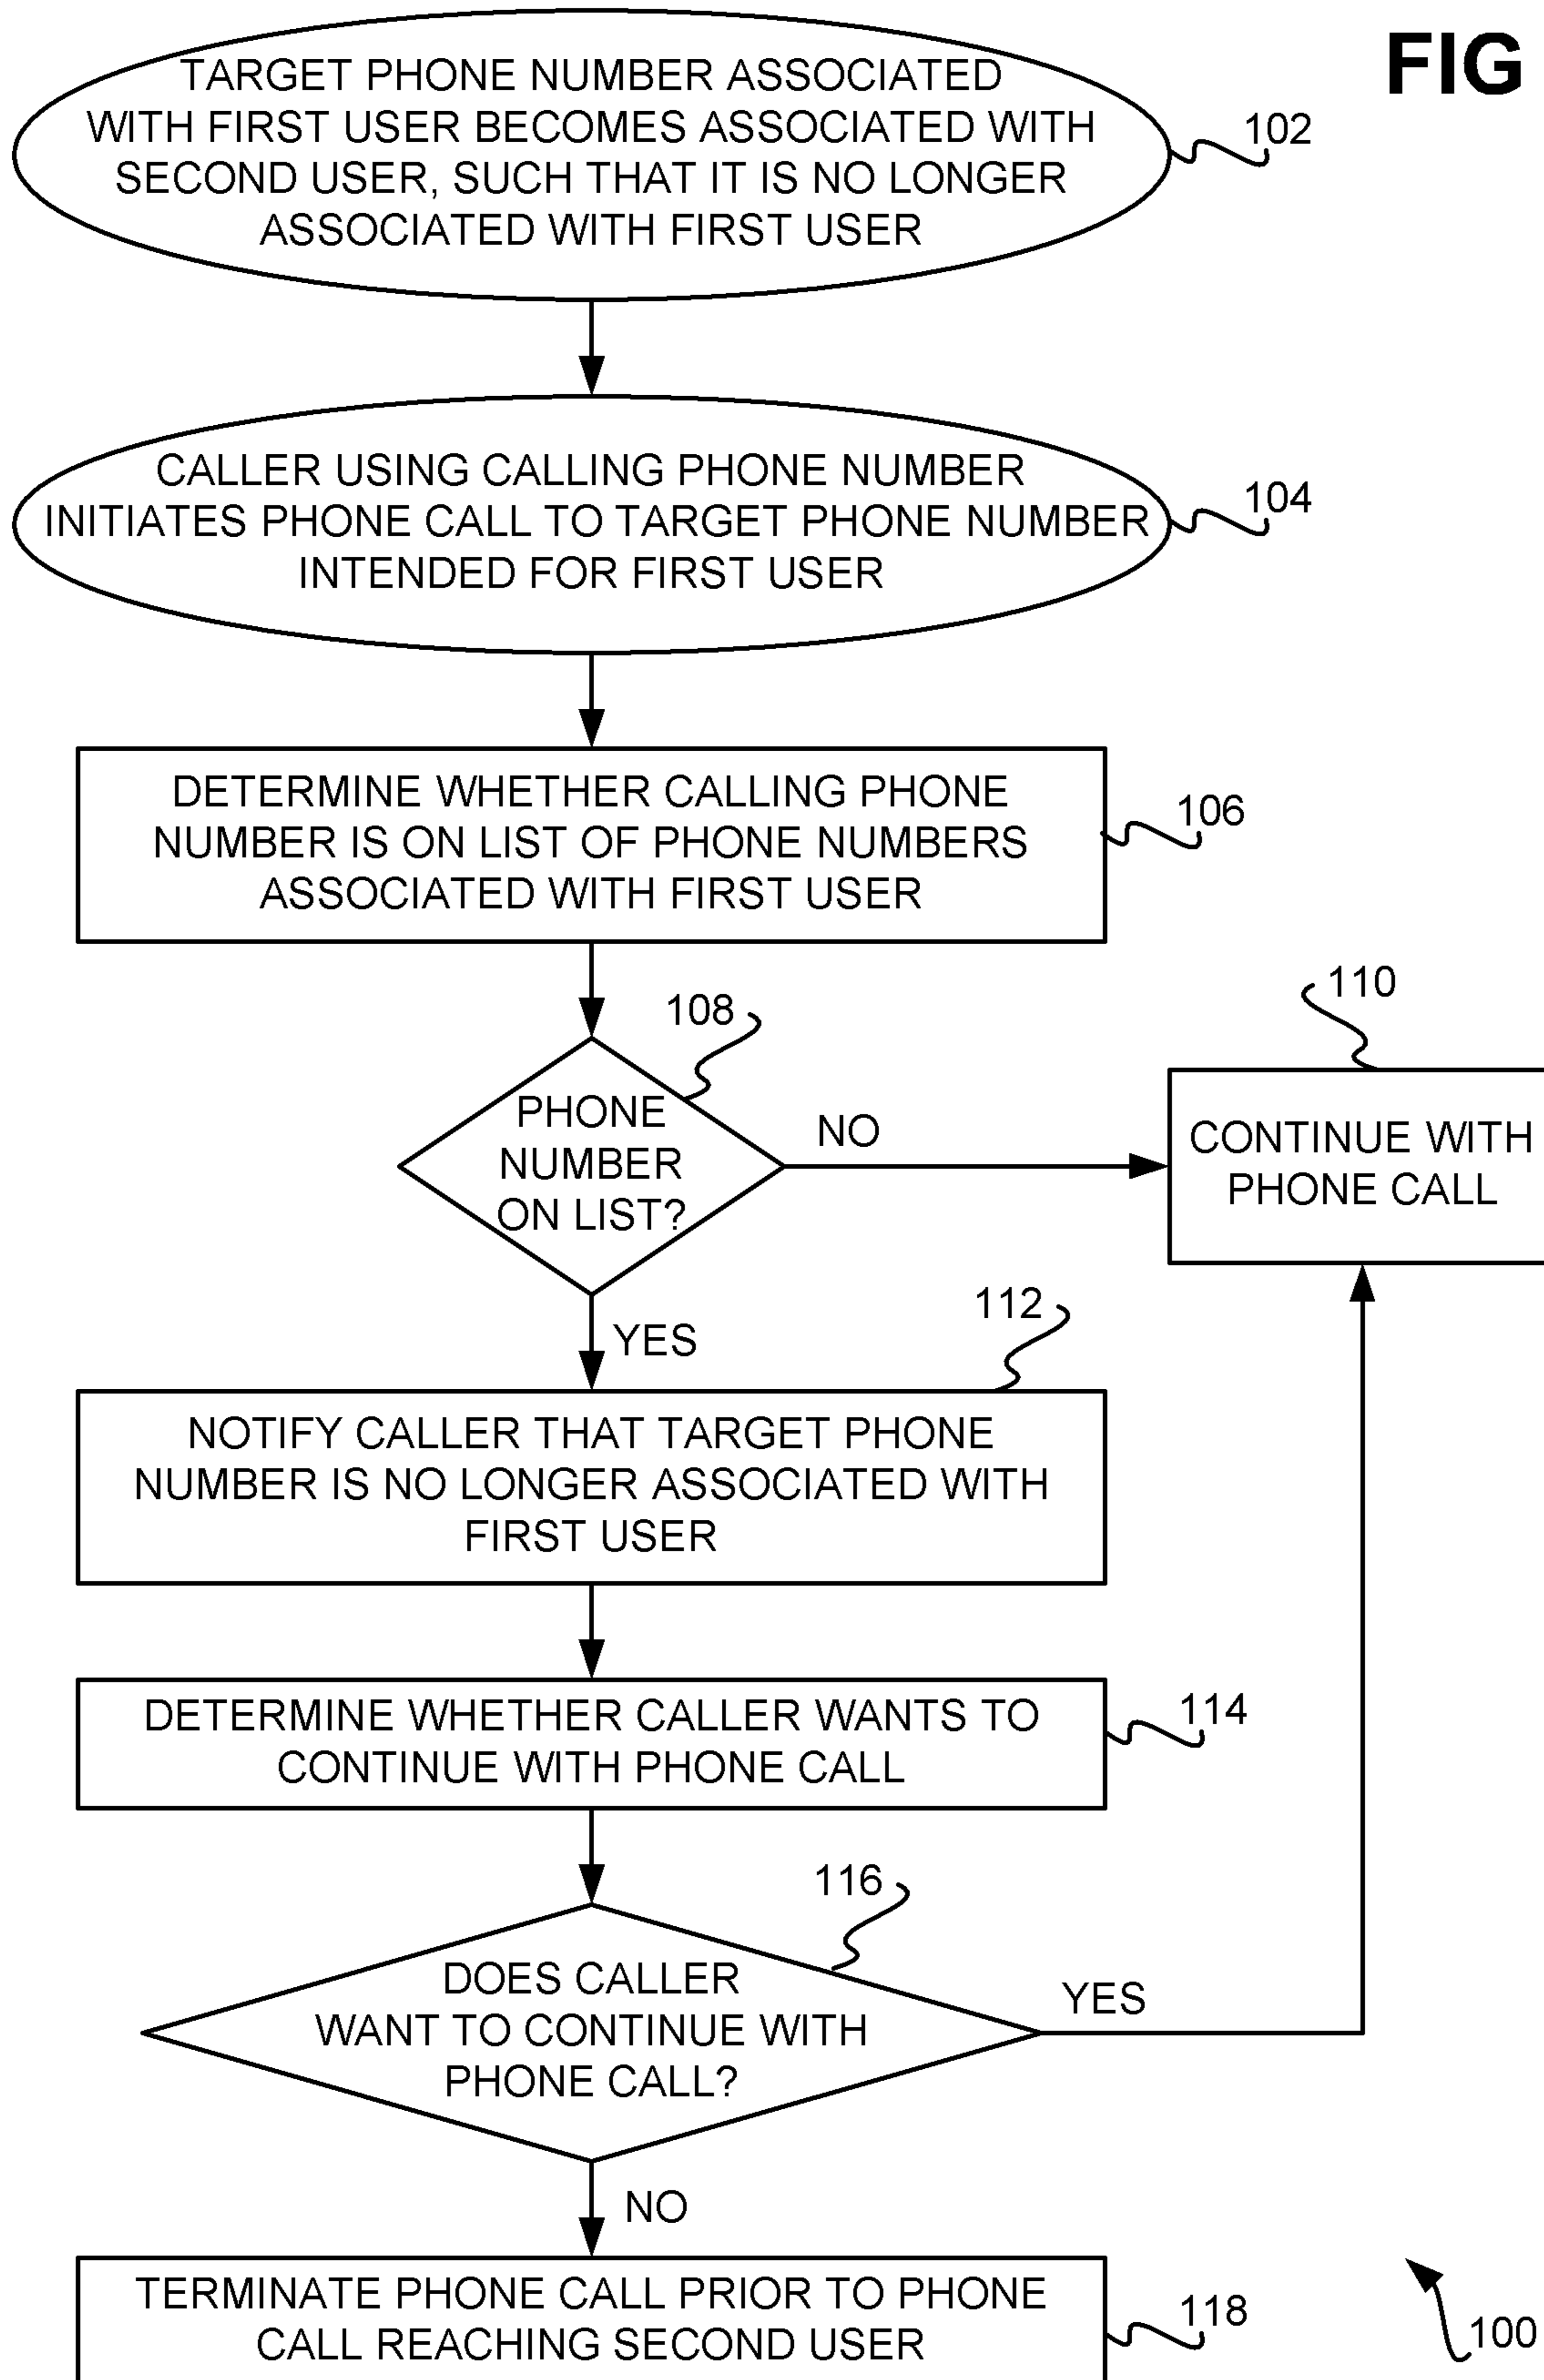 FIG
TARGET PHONE NUMBER ASSOCIATED
WITH FIRST USER BECOMES ASSOCIATED WITH
SECOND USER, SUCH THAT IT IS NO LONGER
ASSOCIATED WITH FIRST USER
102
CALLER USING CALLING PHONE NUMBER
INITIATES PHONE CALL TO TARGET PHONE NUMBER
INTENDED FOR FIRST USER
104
DETERMINE WHETHER CALLING PHONE
NUMBER IS ON LIST OF PHONE NUMBERS
ASSOCIATED WITH FIRST USER
106
108
PHONE
NUMBER
ON LIST?
NO
110
CONTINUE WITH
PHONE CALL
YES
112
NOTIFY CALLER THAT TARGET PHONE
NUMBER IS NO LONGER ASSOCIATED WITH
FIRST USER
DETERMINE WHETHER CALLER WANTS TO
CONTINUE WITH PHONE CALL
114
116
DOES CALLER
WANT TO CONTINUE WITH
PHONE CALL?
YES
NO
TERMINATE PHONE CALL PRIOR TO PHONE
CALL REACHING SECOND USER
118
100